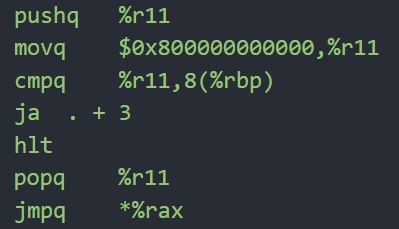 pushq %r11
movq $0x800000000000,%r11
cmpq %r11,8(%rbp)
ja . + 3
hlt
popq %r11
jmpq *%rax